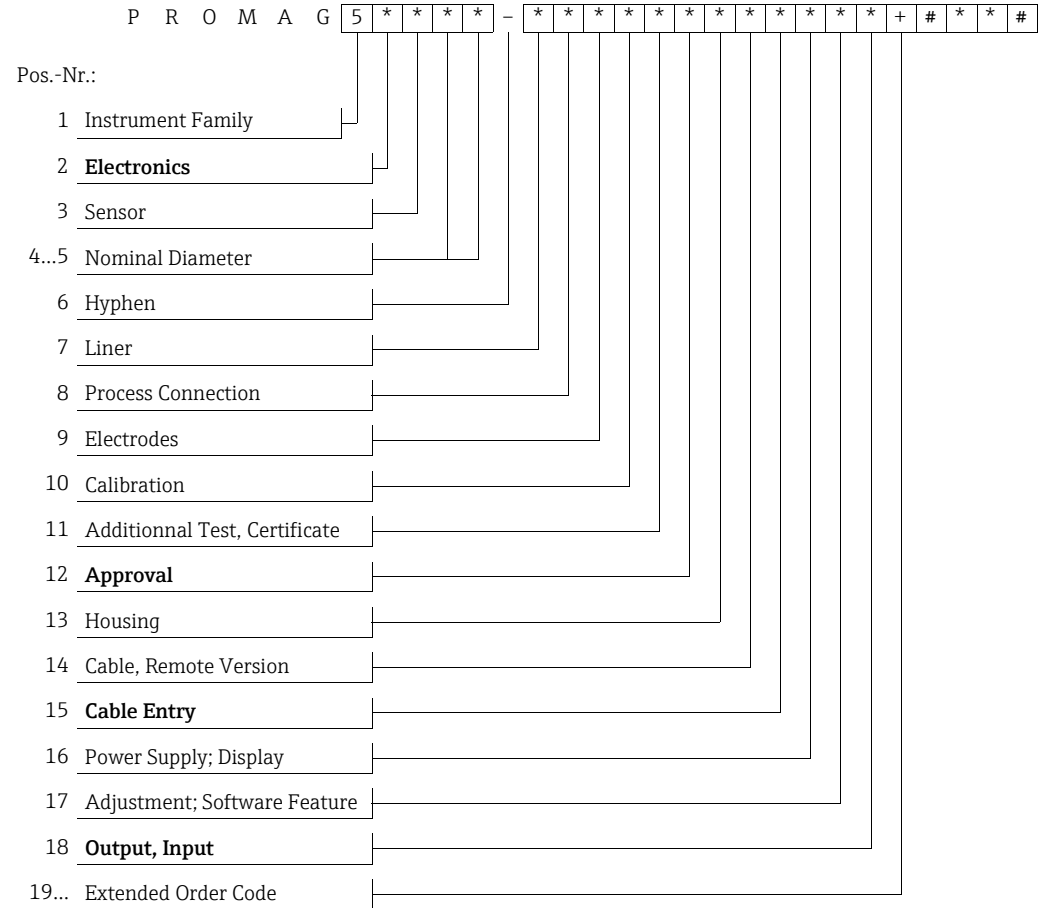 P R O M A G 5 * * * * – * * * * * * * * * * * * + # * * #
Pos.-Nr.:
1 Instrument Family
2 Electronics
3 Sensor
4...5 Nominal Diameter
6 Hyphen
7 Liner
8 Process Connection
9 Electrodes
10 Calibration
11 Additionnal Test, Certificate
12 Approval
13 Housing
14 Cable, Remote Version
15 Cable Entry
16 Power Supply; Display
17 Adjustment; Software Feature
18 Output, Input
19... Extended Order Code